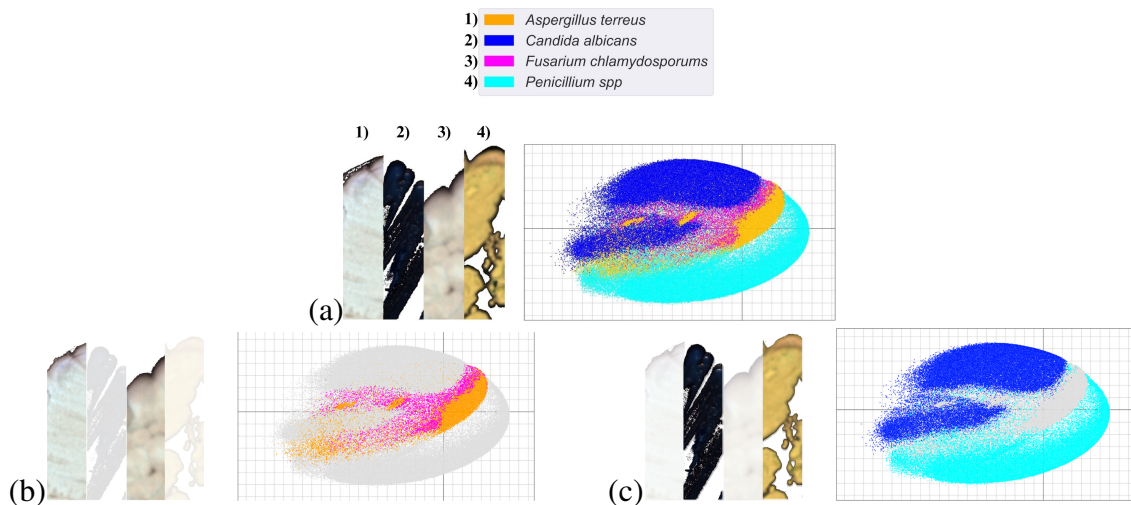 1) Aspergillus terreus
2) Candida albicans
3) Fusarium chlamydosporums
4) Penicillium spp
1) 2) 3) 4)
(a)
(b)
(c)